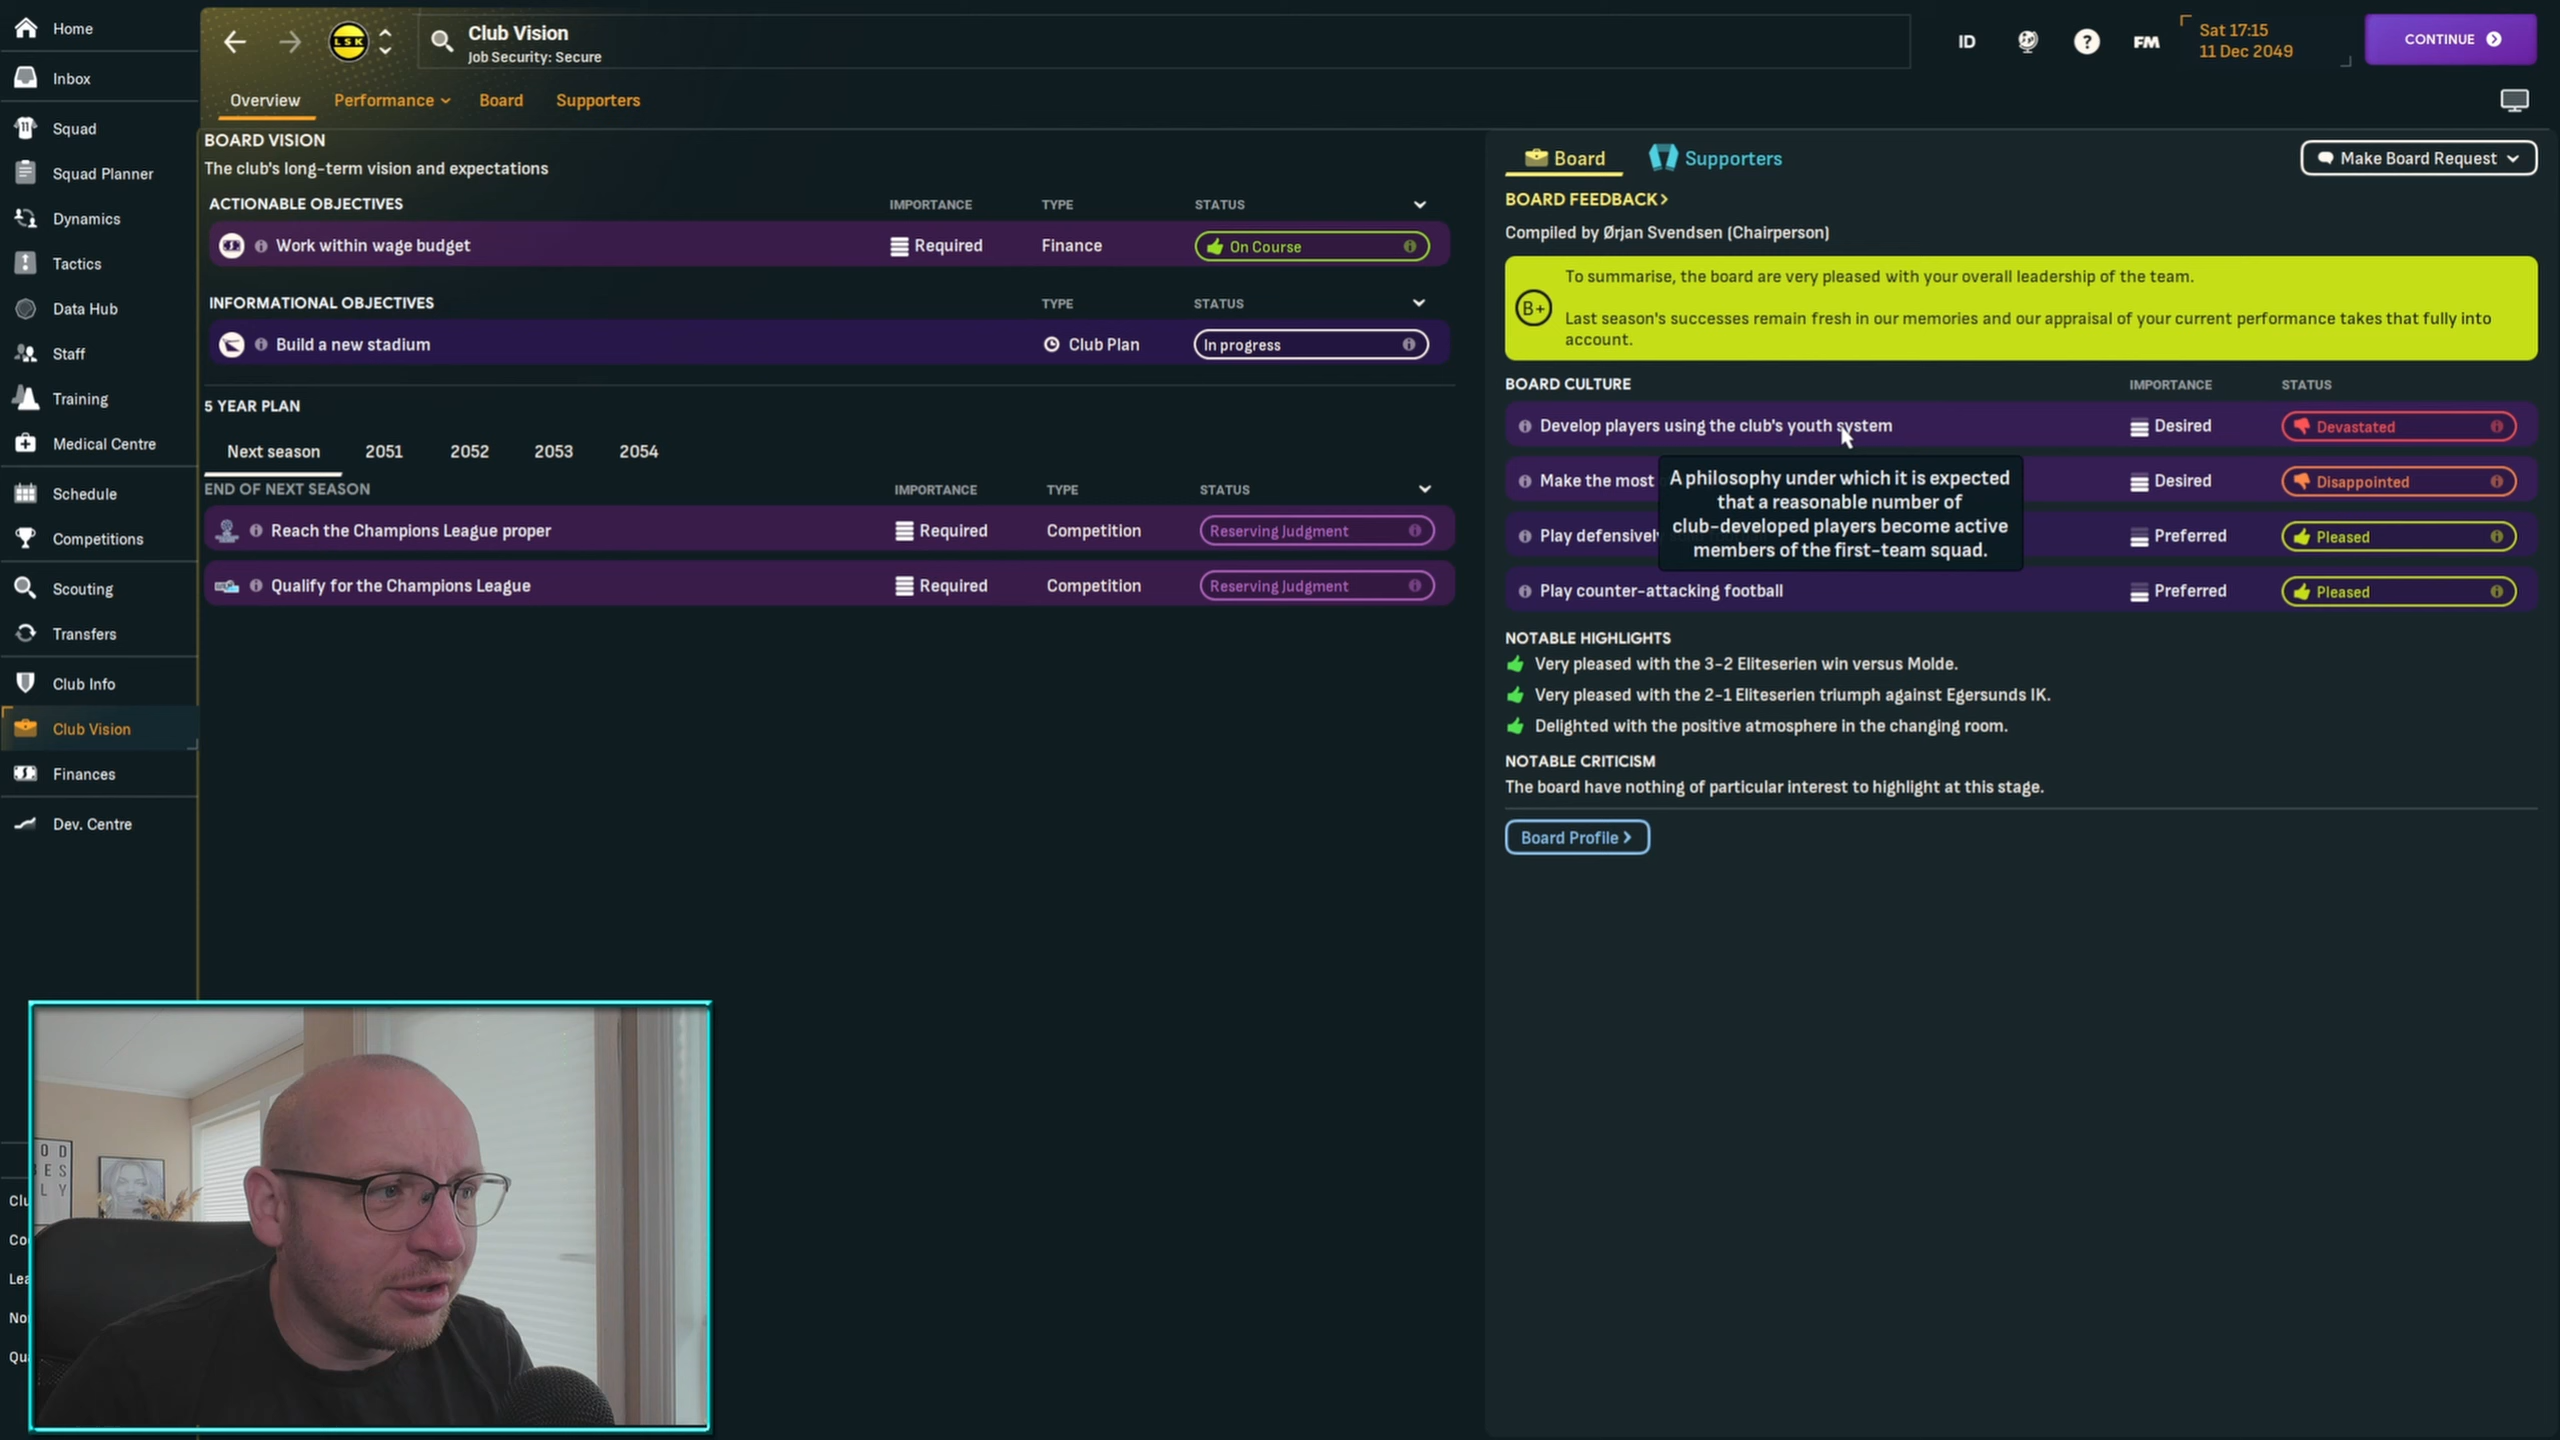 Home
Inbox
Squad
Squad Planner
Dynamics
Tactics
Data Hub
Staff
Training
Medical Centre
Schedule
Competitions
Scouting
Transfers
Club Info
Club Vision
Finances
Dev. Centre
LSK
Club Vision
Job Security: Secure
ID
?
FM
Sat 17:15
11 Dec 2049
CONTINUE
Overview
Performance
Board
Supporters
BOARD VISION
The club's long-term vision and expectations
ACTIONABLE OBJECTIVES IMPORTANCE TYPE STATUS
Work within wage budget Required Finance On Course
INFORMATIONAL OBJECTIVES TYPE STATUS
Build a new stadium Club Plan In progress
5 YEAR PLAN
Next season 2051 2052 2053 2054
END OF NEXT SEASON IMPORTANCE TYPE STATUS
Reach the Champions League proper Required Competition Reserving Judgment
Qualify for the Champions League Required Competition Reserving Judgment
Board Supporters Make Board Request
BOARD FEEDBACK >
Compiled by Ørjan Svendsen (Chairperson)
B+
To summarise, the board are very pleased with your overall leadership of the team.
Last season's successes remain fresh in our memories and our appraisal of your current performance takes that fully into
account.
BOARD CULTURE IMPORTANCE STATUS
Develop players using the club's youth system Desired Devastated
Make the most Desired Disappointed
Play defensively Preferred Pleased
Play counter-attacking football Preferred Pleased
A philosophy under which it is expected
that a reasonable number of
club-developed players become active
members of the first-team squad.
NOTABLE HIGHLIGHTS
Very pleased with the 3-2 Eliteserien win versus Molde.
Very pleased with the 2-1 Eliteserien triumph against Egersunds IK.
Delighted with the positive atmosphere in the changing room.
NOTABLE CRITICISM
The board have nothing of particular interest to highlight at this stage.
Board Profile >
O D
E S
L Y
Clu
Co
Lea
No
Qu